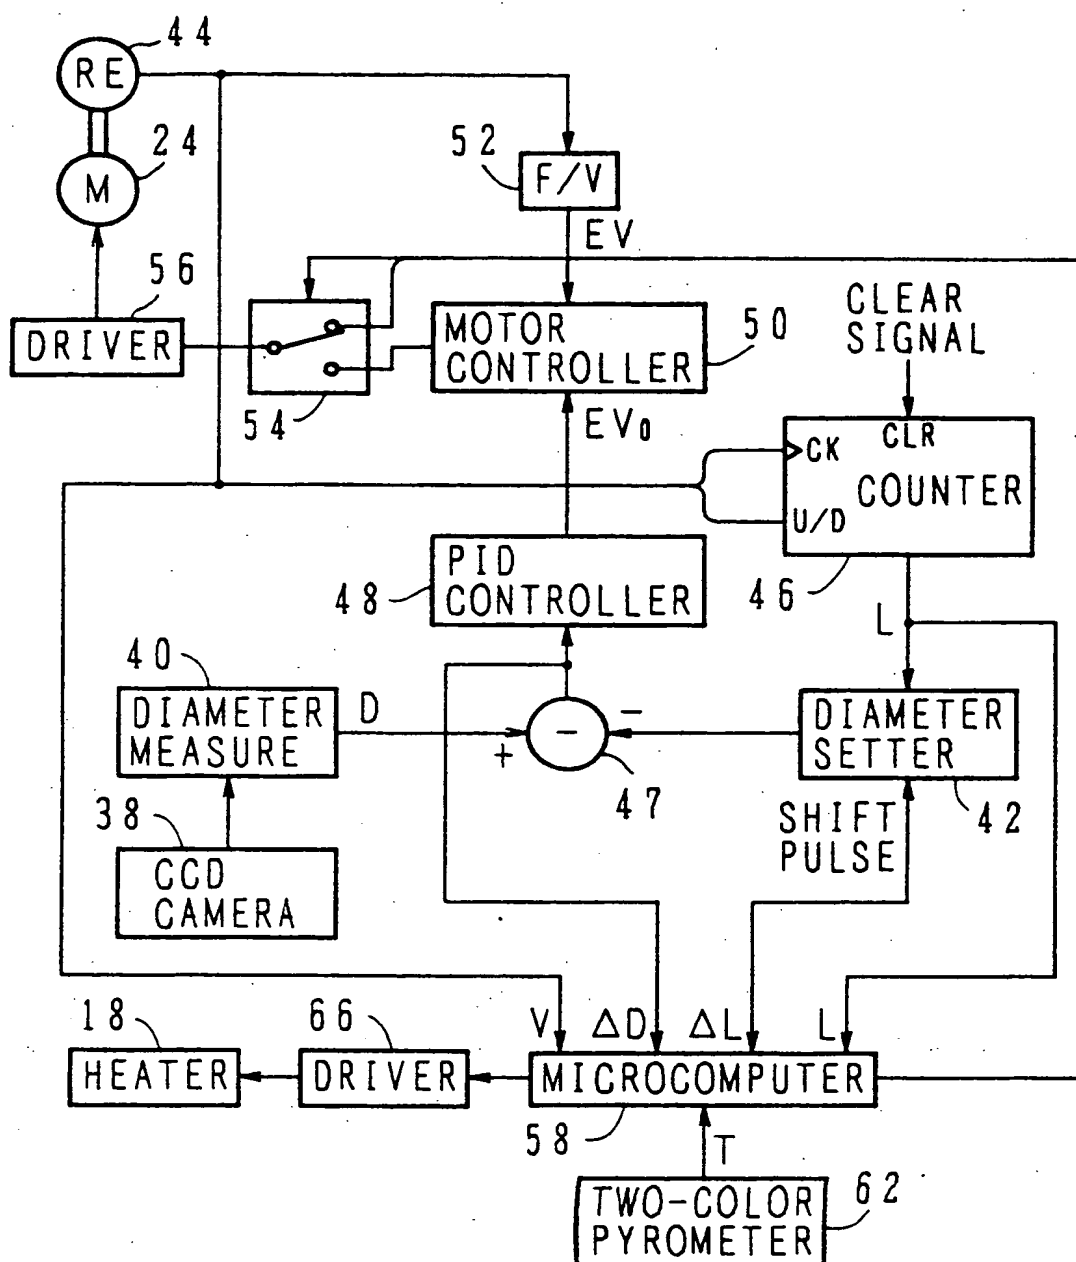 44
RE
24
M
52
F/V
EV
56
DRIVER
54
MOTOR
CONTROLLER
50
CLEAR
SIGNAL
EV₀
CLR
CK
COUNTER
U/D
46
PID
CONTROLLER
48
L
40
DIAMETER
MEASURE
D
+
-
-
47
DIAMETER
SETTER
42
SHIFT
PULSE
38
CCD
CAMERA
V
ΔD
ΔL
L
18
HEATER
66
DRIVER
MICROCOMPUTER
58
T
TWO-COLOR
PYROMETER
62